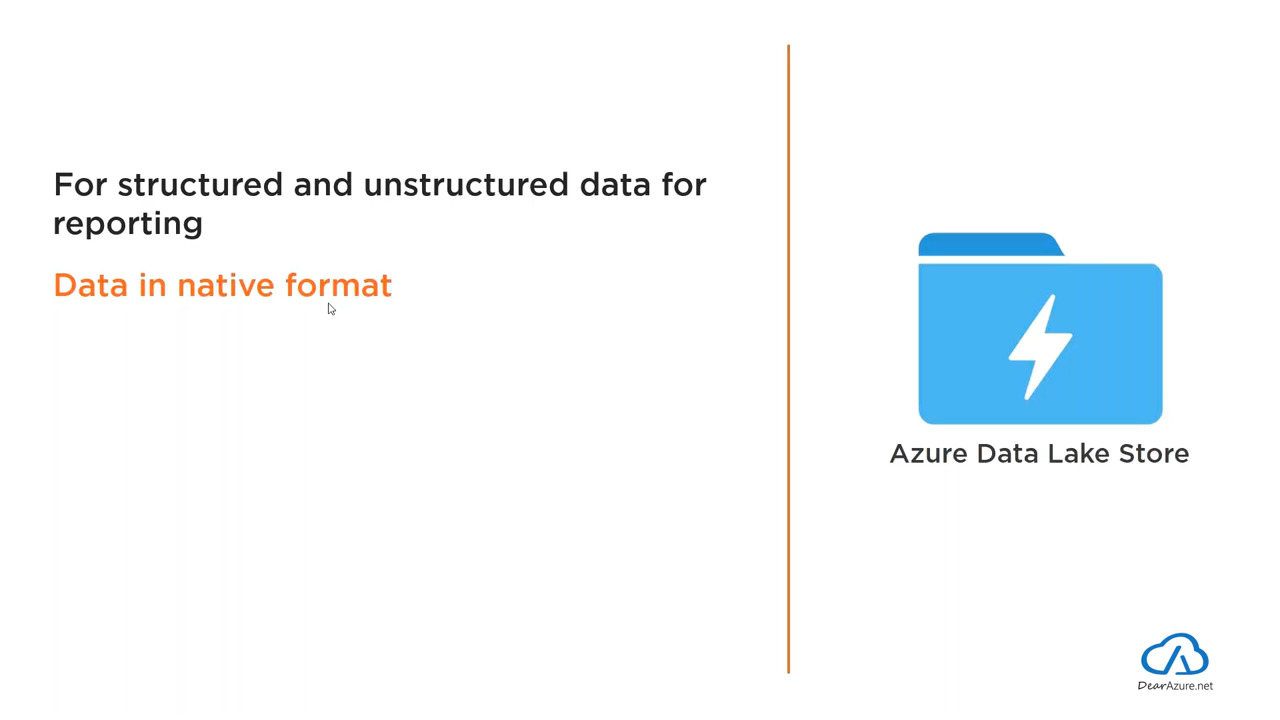 For structured and unstructured data for
reporting
Data in native format
Azure Data Lake Store
DearAzure.net